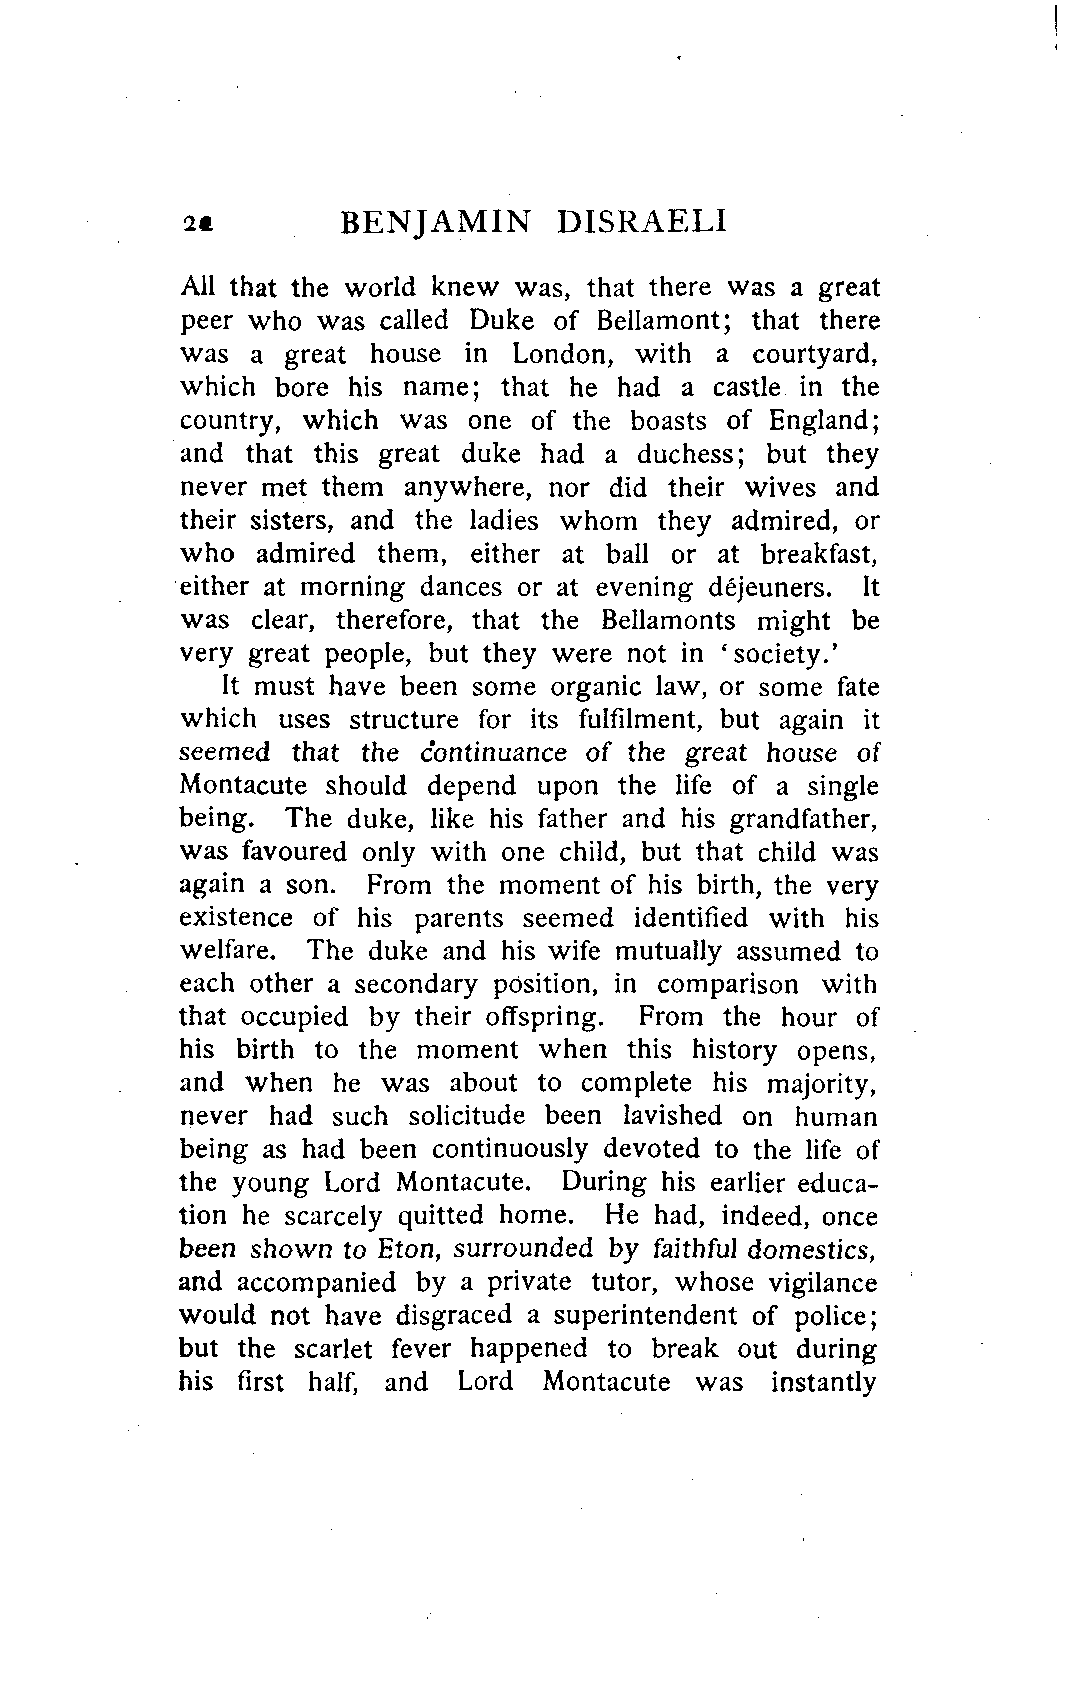 BENJAMIN DISRAELI
All that the world knew was, that there was a great
peer who was called Duke of Bellamont; that there
was a great house in London, with a courtyard,
which bore his name; that he had a castle in the
country, which was one of the boasts of England;
and that this great duke had a duchess; but they
never met them anywhere, nor did their wives and
their sisters, and the ladies whom they admired, or
who admired them, either at ball or at breakfast,
either at morning dances or at evening déjeuners. It
was clear, therefore, that the Bellamonts might be
very great people, but they were not in ‘society.’
It must have been some organic law, or some fate
which uses structure for its fulfilment, but again it
seemed that the continuance of the great house of
Montacute should depend upon the life of a single
being. The duke, like his father and his grandfather,
was favoured only with one child, but that child was
again a son. From the moment of his birth, the very
existence of his parents seemed identified with his
welfare. The duke and his wife mutually assumed to
each other a secondary position, in comparison with
that occupied by their offspring. From the hour of
his birth to the moment when this history opens,
and when he was about to complete his majority,
never had such solicitude been lavished on human
being as had been continuously devoted to the life of
the young Lord Montacute. During his earlier educa-
tion he scarcely quitted home. He had, indeed, once
been shown to Eton, surrounded by faithful domestics,
and accompanied by a private tutor, whose vigilance
would not have disgraced a superintendent of police;
but the scarlet fever happened to break out during
his first half, and Lord Montacute was instantly